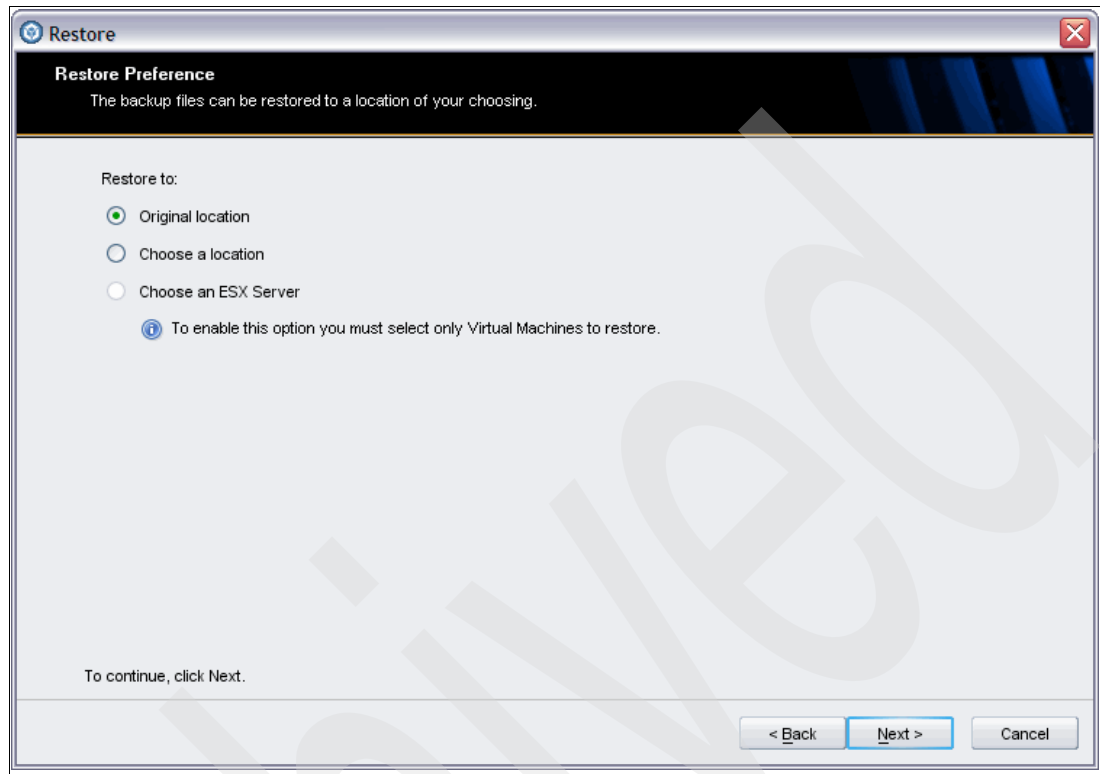 Restore
Restore Preference
The backup files can be restored to a location of your choosing.
Restore to:
Original location
Choose a location
Choose an ESX Server
To enable this option you must select only Virtual Machines to restore.
To continue, click Next.
< Back Next > Cancel